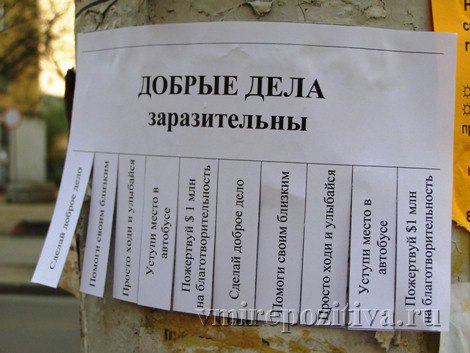 ДОБРЫЕ ДЕЛА
заразительны
Сделай доброе дело
Помоги своим близким
Просто ходи и улыбайся
Уступи место в
автобусе
Пожертвуй $ 1 млн
на благотворительность
Сделай доброе дело
Помоги своим близким
Просто ходи и улыбайся
Уступи место в
автобусе
Пожертвуй $1 млн
на благотворительность
vmirepozitiva.ru